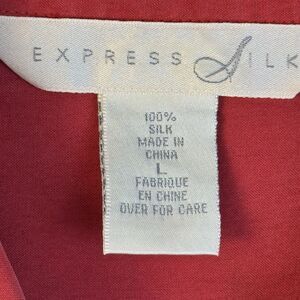 EXPRESS SILK
100%
SILK
MADE IN
CHINA
L
FABRIQUE
EN CHINE
OVER FOR CARE